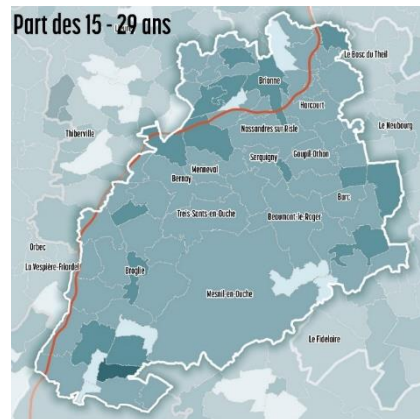 Part des 15 - 29 ans
Le Bosc du Theil
Brionne
Harcourt
Thiberville
Le Neubourg
Nassandres sur Risle
Menneval
Serquigny
Goupil-Othon
Bernay
Barc
Treis-Sants-en-Ouche
Beaumont-le-Roger
Orbec
La Vespière-Friardel
Broglie
Mesnil-en-Ouche
Le Fidelaire